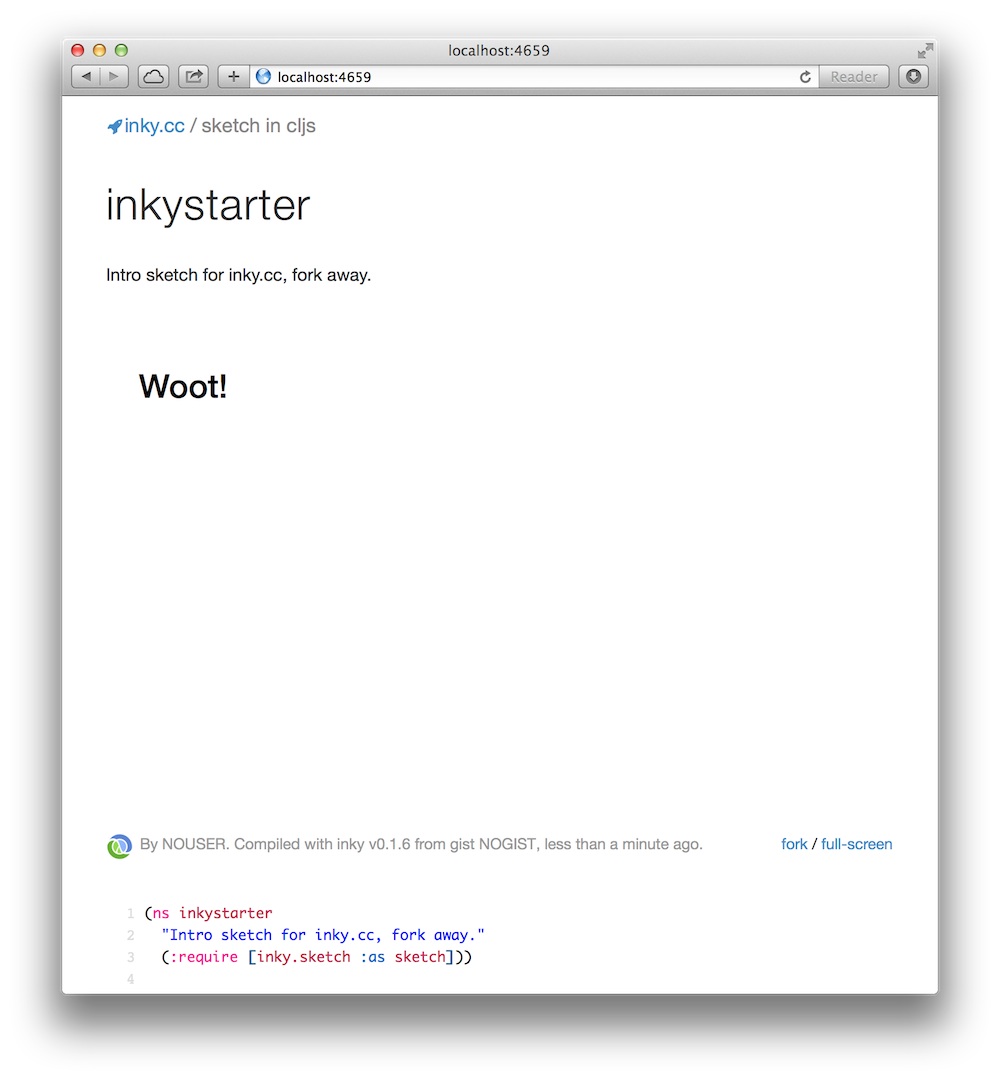 localhost:4659
localhost:4659 Reader
inky.cc / sketch in cljs
inkystarter
Intro sketch for inky.cc, fork away.
Woot!
By NOUSER. Compiled with inky v0.1.6 from gist NOGIST, less than a minute ago. fork / full-screen
1 (ns inkystarter
2 "Intro sketch for inky.cc, fork away."
3 (:require [inky.sketch :as sketch]))
4